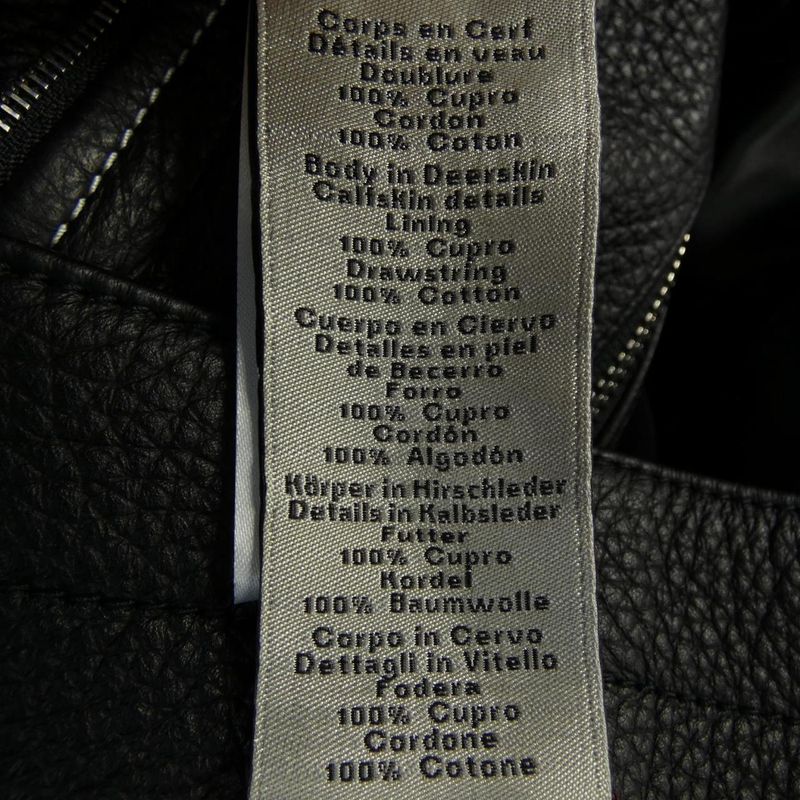 Corps en Cerf
Détails en veau
Doublure
100% Cupro
Cordon
100% Coton
Body in Deerskin
Calfskin details
Lining
100% Cupro
Drawstring
100% Cotton
Cuerpo en Ciervo
Detalles en piel
de Becerro
Forro
100% Cupro
Cordón
100% Algodón
Körper in Hirschleder
Details in Kalbsleder
Futter
100% Cupro
Kordel
100% Baumwolle
Corpo in Cervo
Dettagli in Vitello
Fodera
100% Cupro
Cordone
100% Cotone